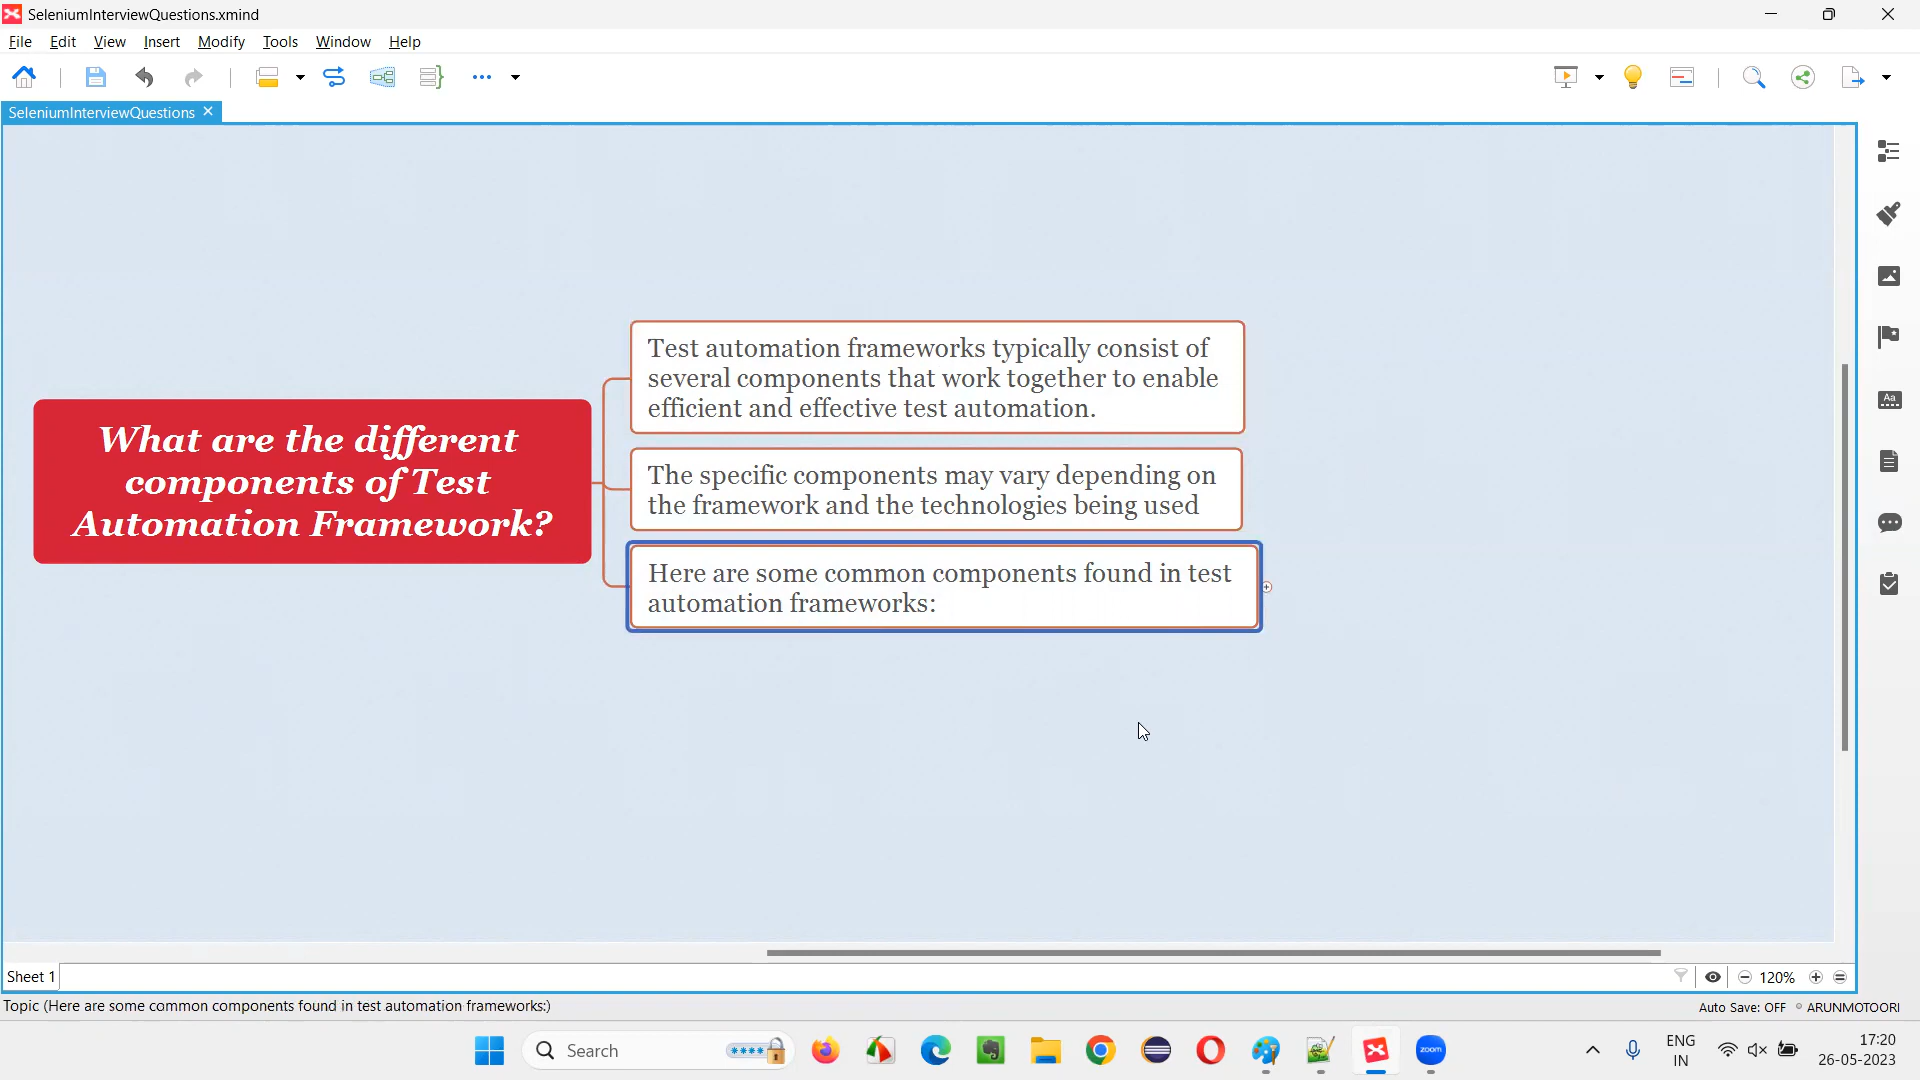 SeleniumInterviewQuestions.xmind
File Edit View Insert Modify Tools Window Help
SeleniumInterviewQuestions
What are the different
components of Test
Automation Framework?
Test automation frameworks typically consist of
several components that work together to enable
efficient and effective test automation.
The specific components may vary depending on
the framework and the technologies being used
Here are some common components found in test
automation frameworks:
Aa
Sheet 1
120%
Topic (Here are some common components found in test automation frameworks:)
Auto Save: OFF
ARUNMOTOORI
Search
zoom
ENG
IN
17:20
26-05-2023